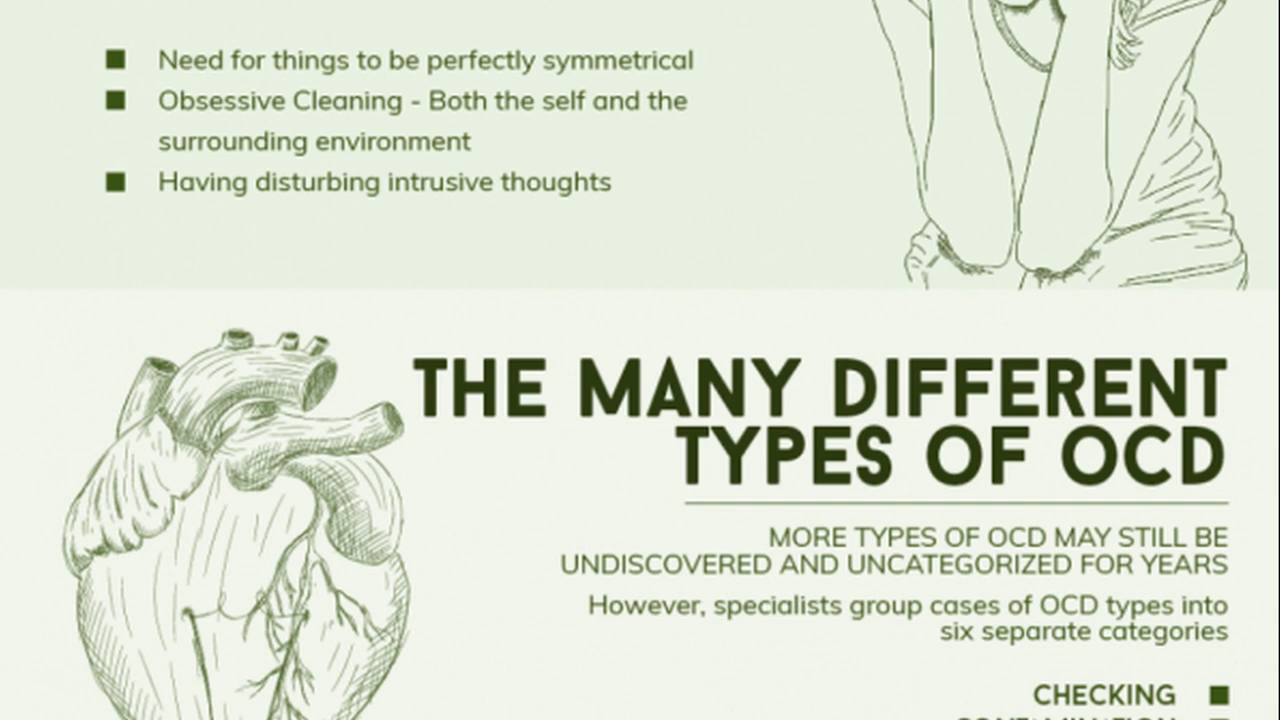 Need for things to be perfectly symmetrical
Obsessive Cleaning - Both the self and the
surrounding environment
Having disturbing intrusive thoughts
THE MANY DIFFERENT
TYPES OF OCD
MORE TYPES OF OCD MAY STILL BE
UNDISCOVERED AND UNCATEGORIZED FOR YEARS
However, specialists group cases of OCD types into
six separate categories
CHECKING